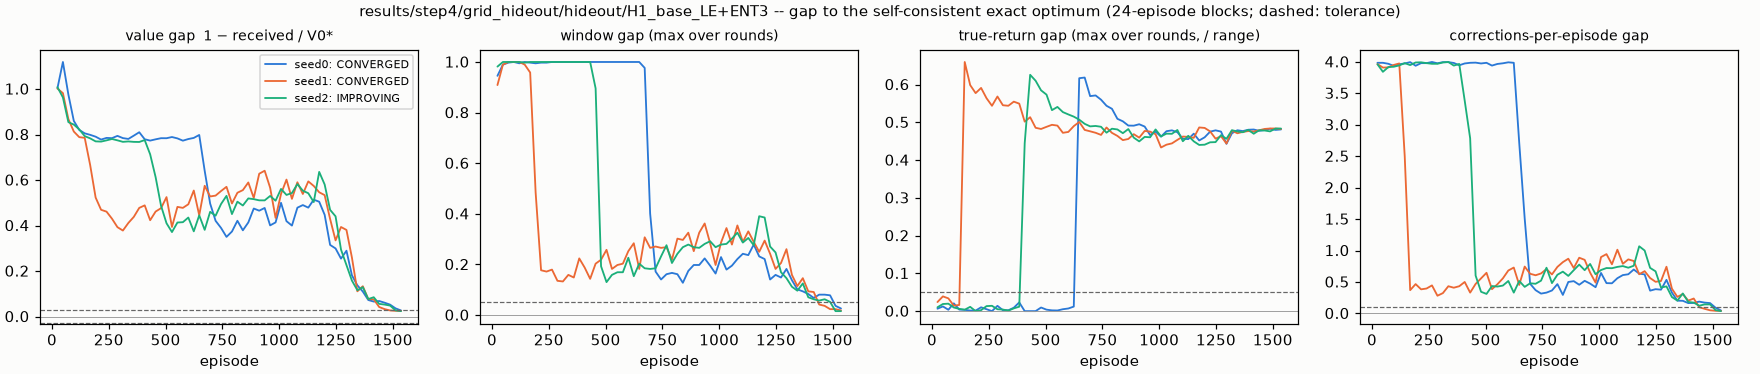 results/step4/grid_hideout/hideout/H1_base_LE+ENT3 -- gap to the self-consistent exact optimum (24-episode blocks; dashed: tolerance)
value gap 1 − received / V0*
1.0
0.8
0.6
0.4
0.2
0.0
seed0: CONVERGED
seed1: CONVERGED
seed2: IMPROVING
0 250 500 750 1000 1250 1500
episode
window gap (max over rounds)
1.0
0.8
0.6
0.4
0.2
0.0
0 250 500 750 1000 1250 1500
episode
true-return gap (max over rounds, / range)
0.6
0.5
0.4
0.3
0.2
0.1
0.0
0 250 500 750 1000 1250 1500
episode
corrections-per-episode gap
4.0
3.5
3.0
2.5
2.0
1.5
1.0
0.5
0.0
0 250 500 750 1000 1250 1500
episode